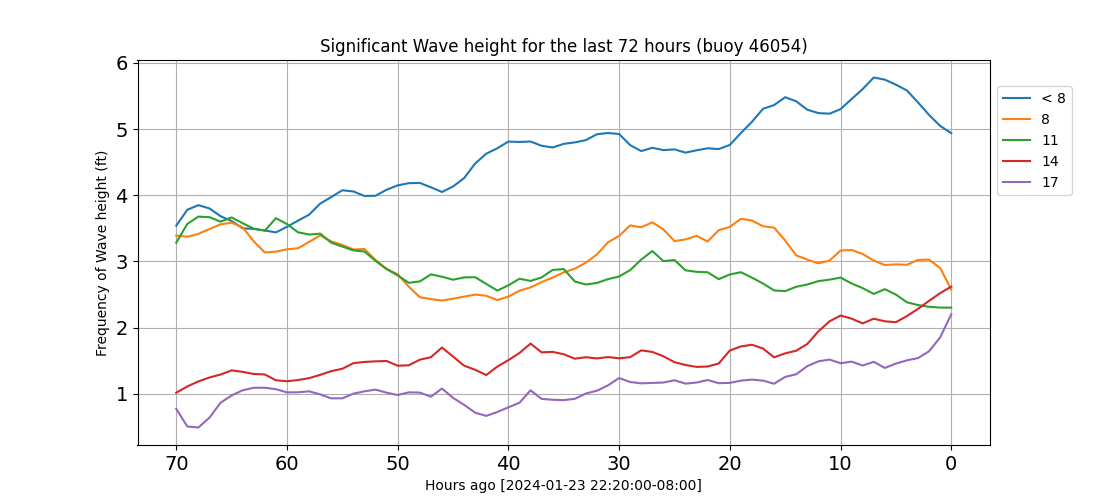 Significant Wave height for the last 72 hours (buoy 46054)
Frequency of Wave height (ft)
6
5
4
3
2
1
70 60 50 40 30 20 10 0
Hours ago [2024-01-23 22:20:00-08:00]
< 8
8
11
14
17